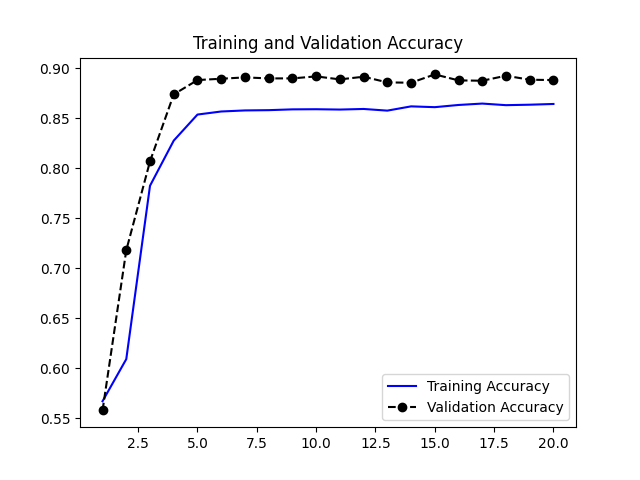 Training and Validation Accuracy
0.90
0.85
0.80
0.75
0.70
0.65
0.60
0.55
2.5 5.0 7.5 10.0 12.5 15.0 17.5 20.0
Training Accuracy
Validation Accuracy